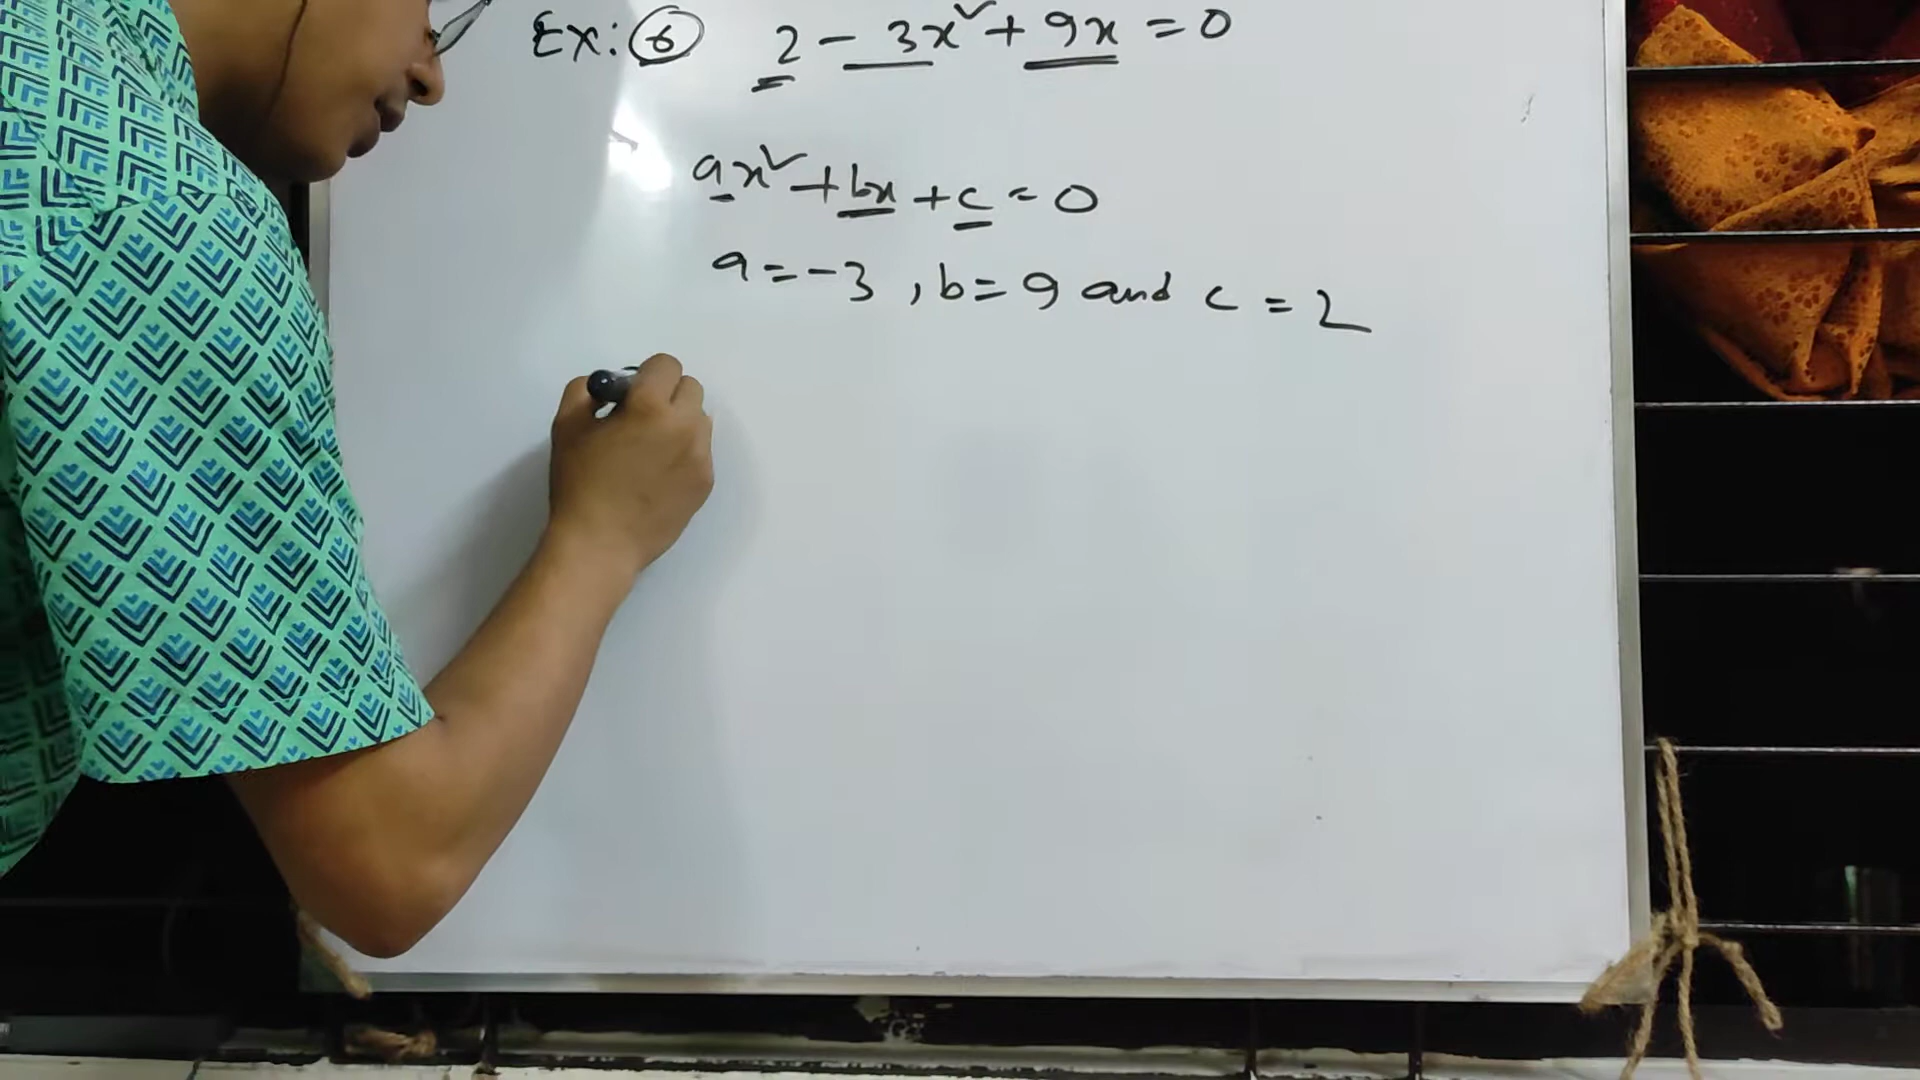 Ex: ⑥ 2 - 3x² + 9x = 0
ax² + bx + c = 0
a = -3, b = 9 and c = 2